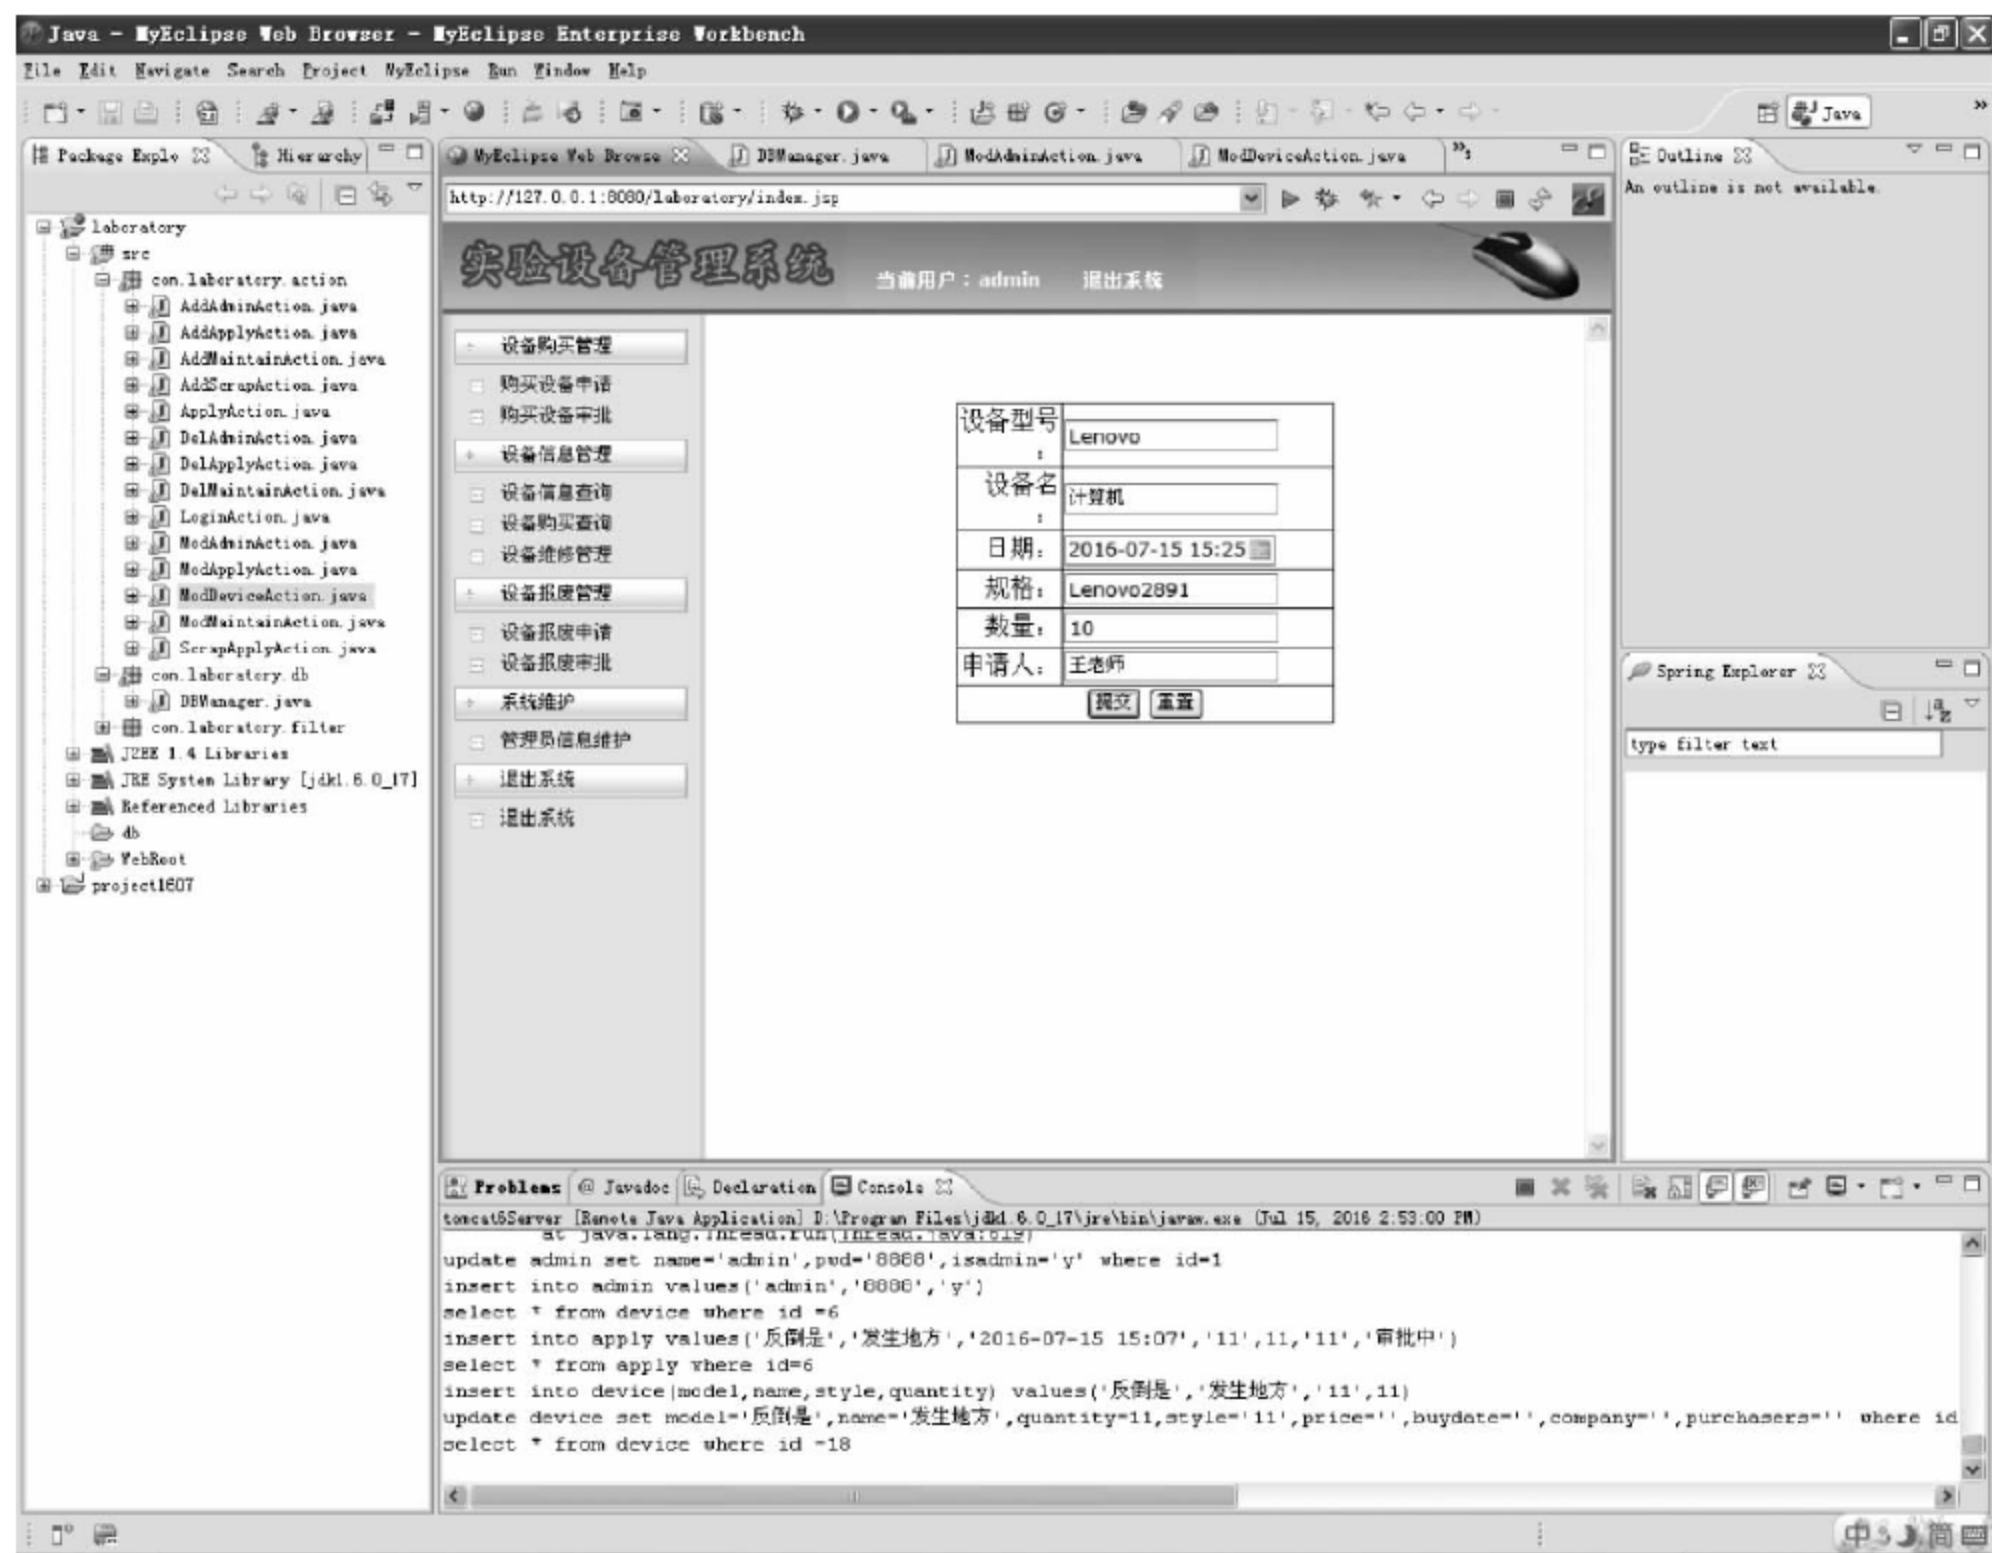 Java - MyEclipse Web Browser - MyEclipse Enterprise Workbench
File Edit Navigate Search Project MyEclipse Run Window Help
Java
Package Explo
Hierarchy
MyEclipse Web Browse
DBManager.java
ModAdminAction.java
ModDeviceAction.java
Outline
http://127.0.0.1:8080/laboratory/index.jsp
An outline is not available.
laboratory
src
com.laboratory.action
AddAdminAction.java
AddApplyAction.java
AddMaintainAction.java
AddScrapAction.java
ApplyAction.java
DelAdminAction.java
DelApplyAction.java
DelMaintainAction.java
LoginAction.java
ModAdminAction.java
ModApplyAction.java
ModDeviceAction.java
ModMaintainAction.java
ScrapApplyAction.java
com.laboratory.db
DBManager.java
com.laboratory.filter
J2EE 1.4 Libraries
JRE System Library [jdk1.6.0_17]
Referenced Libraries
db
WebRoot
project1607
实验设备管理系统
当前用户：admin 退出系统
设备购买管理
购买设备申请
购买设备审批
设备信息管理
设备信息查询
设备购买查询
设备维修管理
设备报废管理
设备报废申请
设备报废审批
系统维护
管理员信息维护
退出系统
退出系统
设备型号： Lenovo
设备名： 计算机
日期： 2016-07-15 15:25
规格： Lenovo2891
数量： 10
申请人： 王老师
提交 重置
Spring Explorer
type filter text
Problems @ Javadoc Declaration Console
tomcat6Server [Remote Java Application] D:\Program Files\jdk1.6.0_17\jre\bin\javaw.exe (Jul 15, 2016 2:53:00 PM)
at java.lang.Thread.run(Thread.java:619)
update admin set name='admin',pwd='8888',isadmin='y' where id=1
insert into admin values('admin','8888','y')
select * from device where id =6
insert into apply values('反倒是','发生地方','2016-07-15 15:07','11',11,'11','审批中')
select * from apply where id=6
insert into device(model,name,style,quantity) values('反倒是','发生地方','11',11)
update device set model='反倒是',name='发生地方',quantity=11,style='11',price='',buydate='',company='',purchasers='' where id
select * from device where id =18
中 简